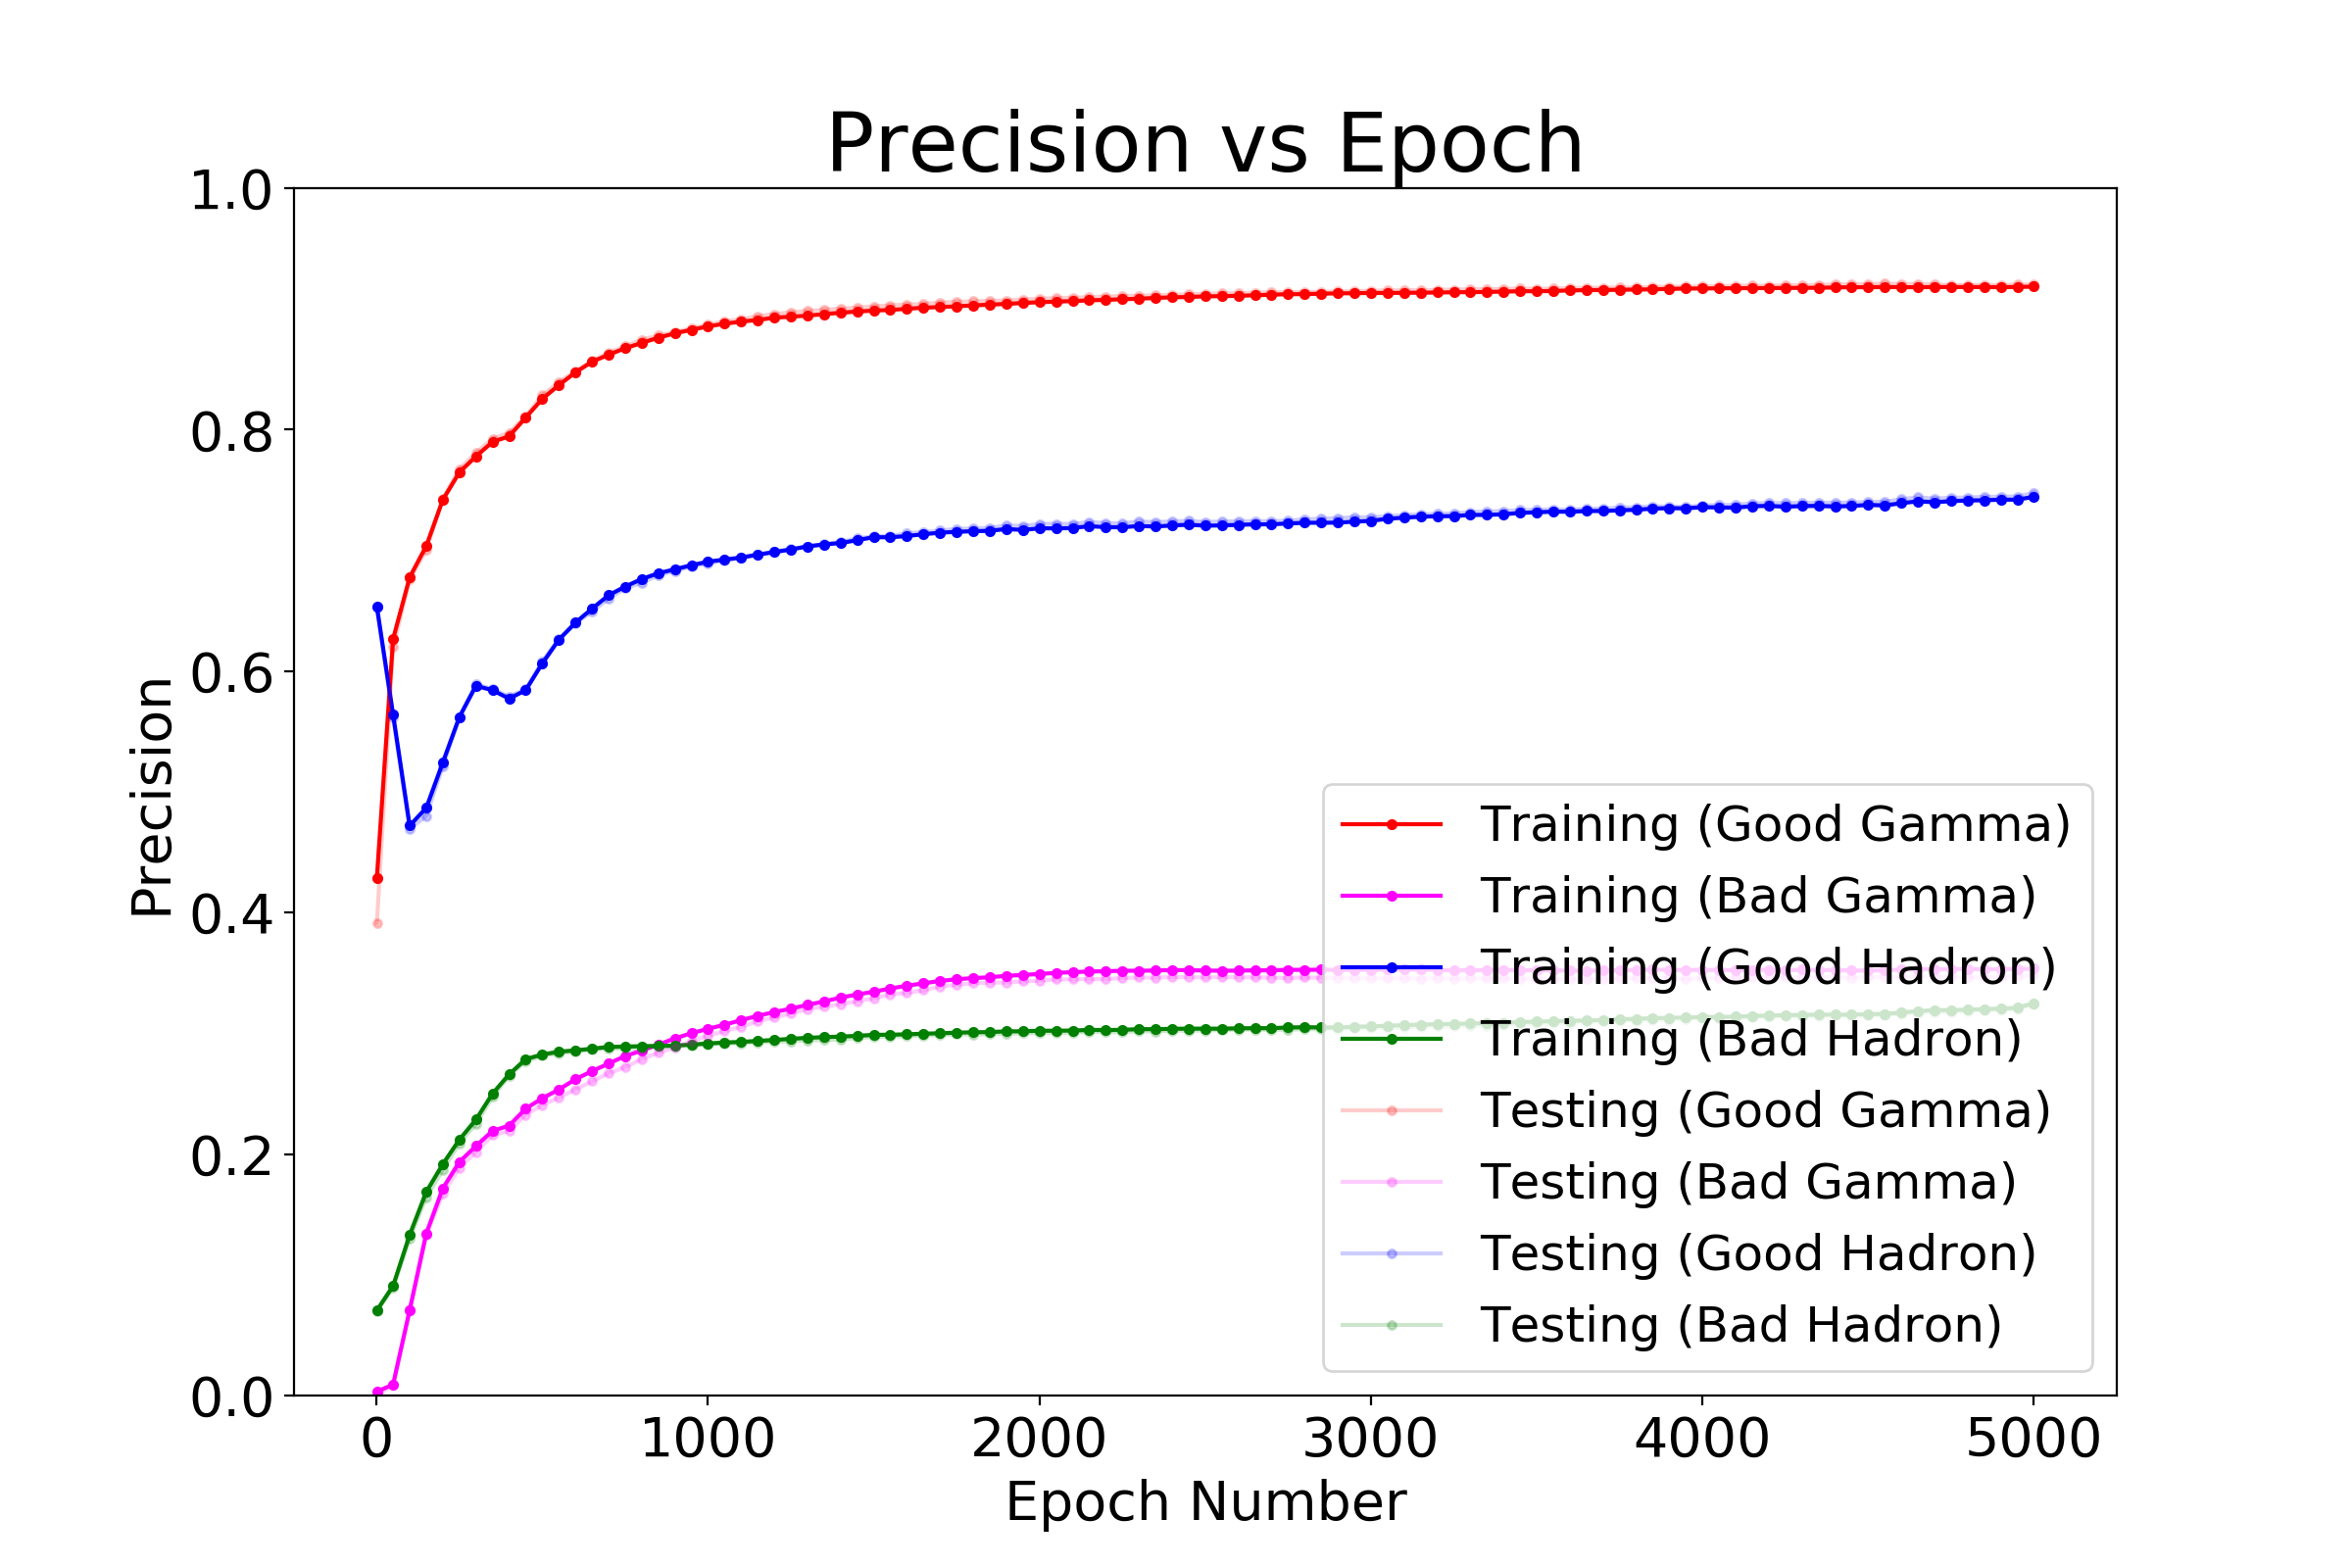 Precision vs Epoch
1.0
0.8
0.6
0.4
0.2
0.0
Precision
0 1000 2000 3000 4000 5000
Epoch Number
Training (Good Gamma)
Training (Bad Gamma)
Training (Good Hadron)
Training (Bad Hadron)
Testing (Good Gamma)
Testing (Bad Gamma)
Testing (Good Hadron)
Testing (Bad Hadron)